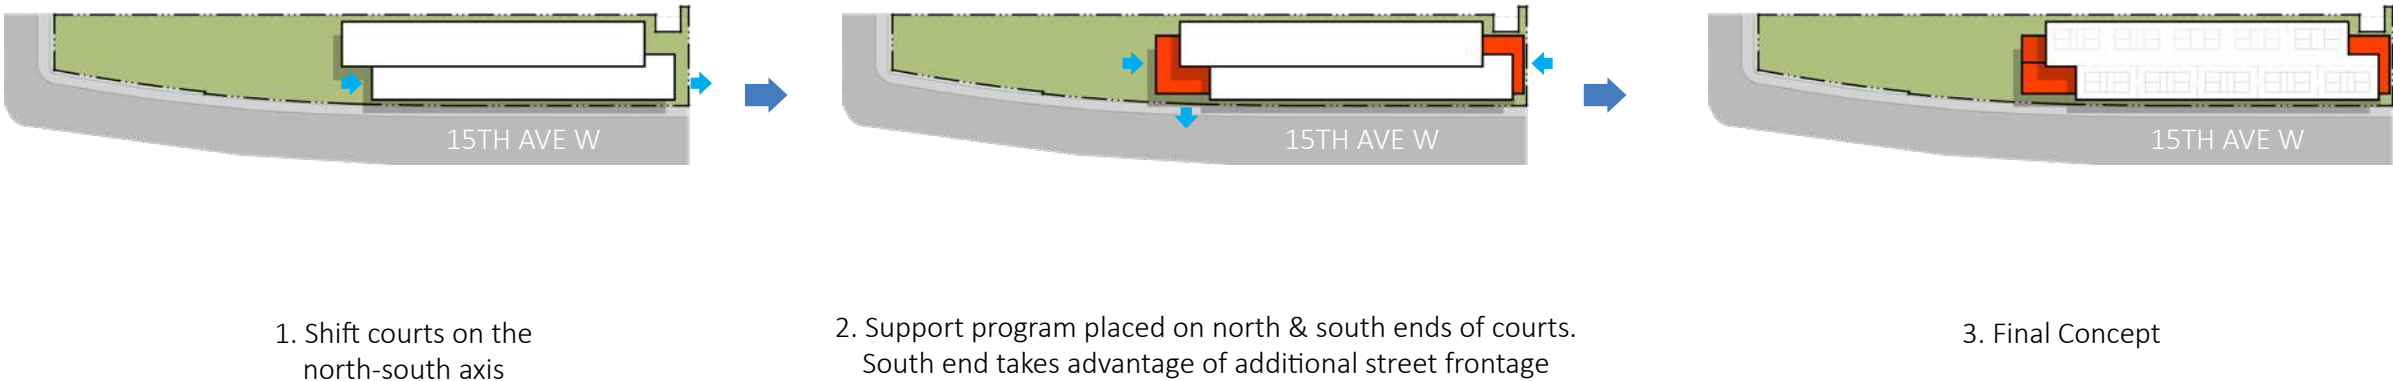 15TH AVE W
15TH AVE W
15TH AVE W
1. Shift courts on the
north-south axis
2. Support program placed on north & south ends of courts.
South end takes advantage of additional street frontage
3. Final Concept